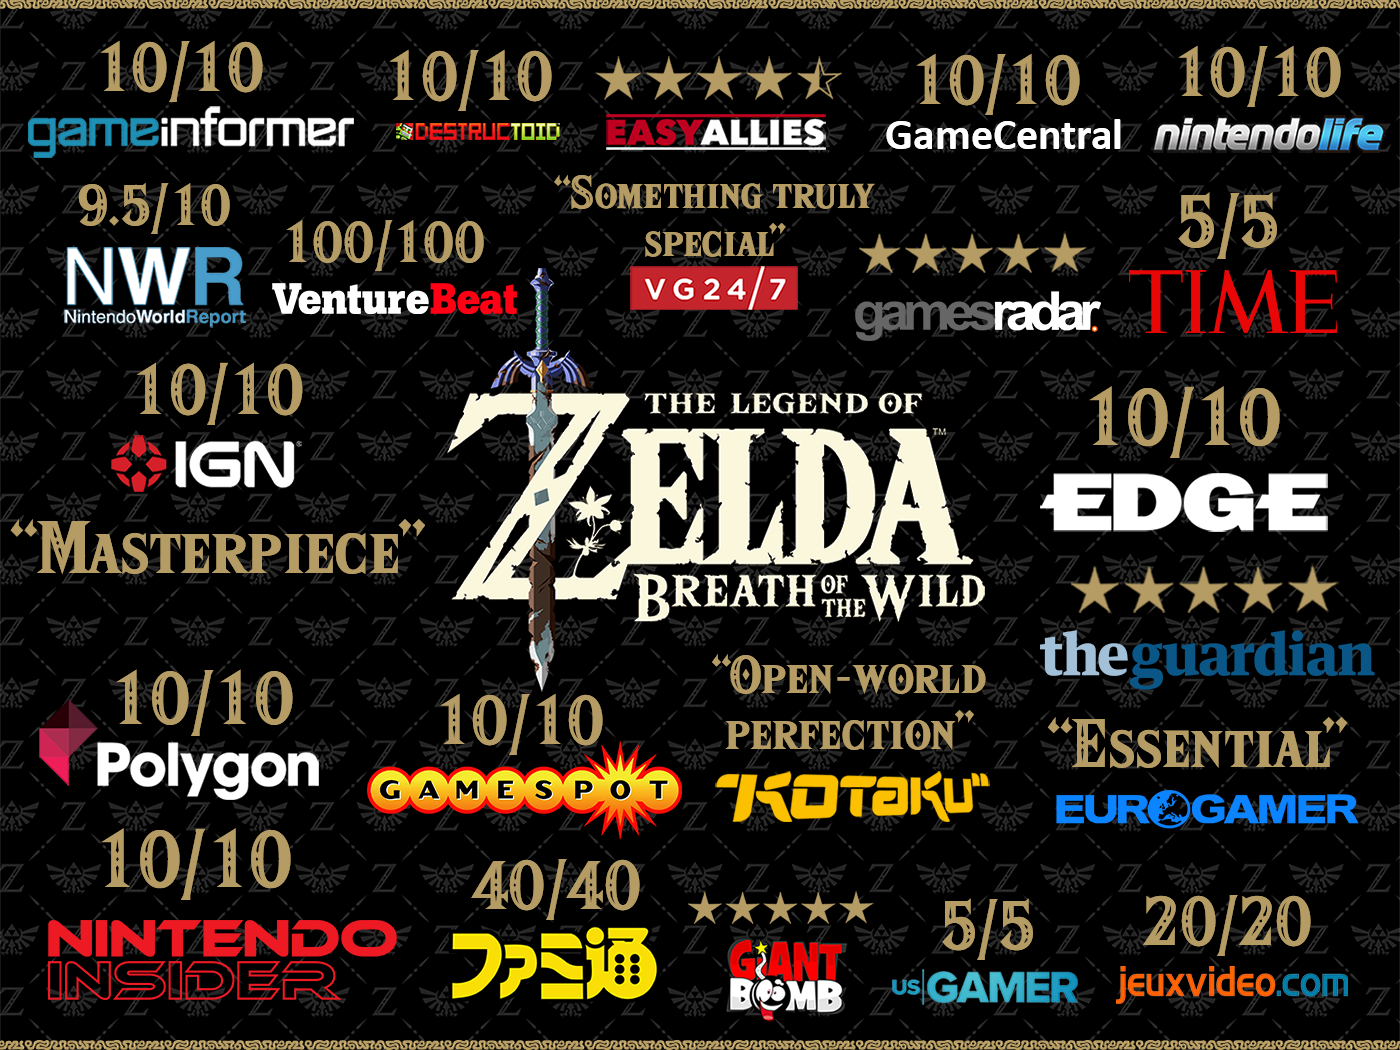 10/10
gameinformer
10/10
DESTRUCTOID
EASYALLIES
10/10
GameCentral
10/10
nintendolife
9.5/10
NWR
NintendoWorldReport
100/100
VentureBeat
“Something truly
special”
VG24/7
gamesradar.
5/5
TIME
10/10
IGN
“Masterpiece”
THE LEGEND OF
ZELDA™
BREATH OF THE WILD
10/10
EDGE
theguardian
10/10
Polygon
10/10
GAMESPOT
“Open-world
perfection”
KOTAKU
“Essential”
EUROGAMER
10/10
NINTENDO
INSIDER
40/40
ファミ通
GIANT
BOMB
5/5
US|GAMER
20/20
jeuxvideo.com